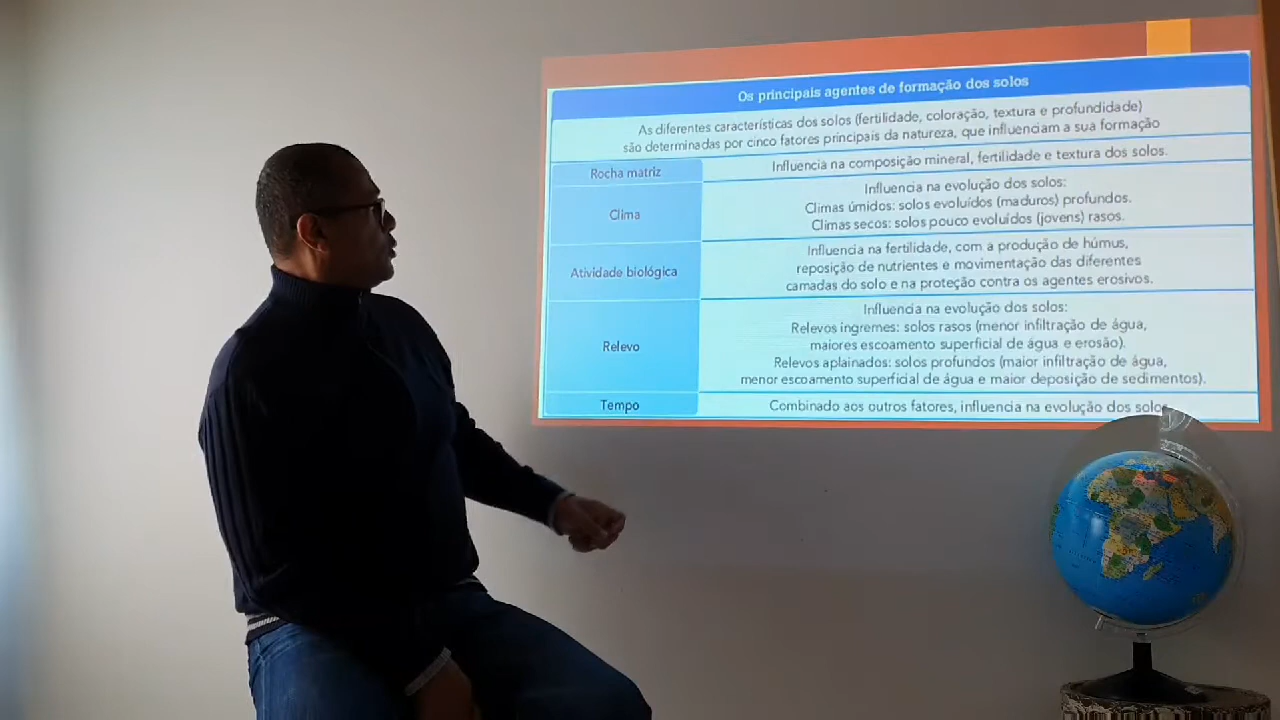 Os principais agentes de formação dos solos
As diferentes características dos solos (fertilidade, coloração, textura e profundidade)
são determinadas por cinco fatores principais da natureza, que influenciam a sua formação
Rocha matriz
Influencia na composição mineral, fertilidade e textura dos solos.
Clima
Influencia na evolução dos solos:
Climas úmidos: solos evoluídos (maduros) profundos.
Climas secos: solos pouco evoluídos (jovens) rasos.
Atividade biológica
Influencia na fertilidade, com a produção de húmus,
reposição de nutrientes e movimentação das diferentes
camadas do solo e na proteção contra os agentes erosivos.
Relevo
Influencia na evolução dos solos:
Relevos ingremes: solos rasos (menor infiltração de água,
maiores escoamento superficial de água e erosão).
Relevos aplainados: solos profundos (maior infiltração de água,
menor escoamento superficial de água e maior deposição de sedimentos).
Tempo
Combinado aos outros fatores, influencia na evolução dos solos